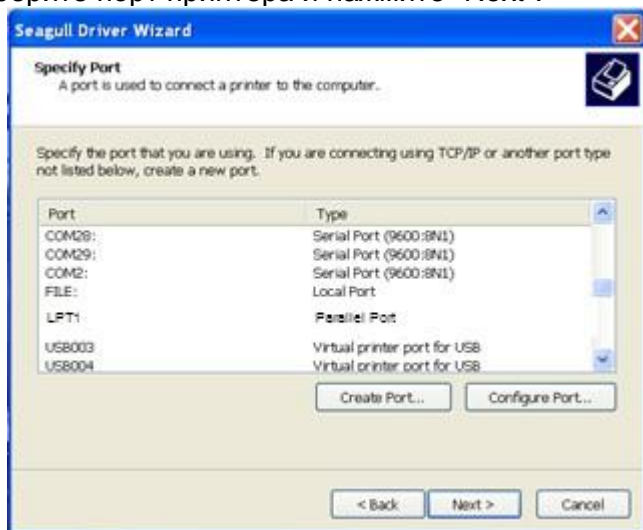 порт принтера и нажмите "Next".
Seagull Driver Wizard
Specify Port
A port is used to connect a printer to the computer.
Specify the port that you are using. If you are connecting using TCP/IP or another port type
not listed below, create a new port.
Port Type
COM28: Serial Port (9600:8N1)
COM29: Serial Port (9600:8N1)
COM2: Serial Port (9600:8N1)
FILE: Local Port
LPT1 Parallel Port
USB003 Virtual printer port for USB
USB004 Virtual printer port for USB
Create Port... Configure Port...
< Back Next > Cancel